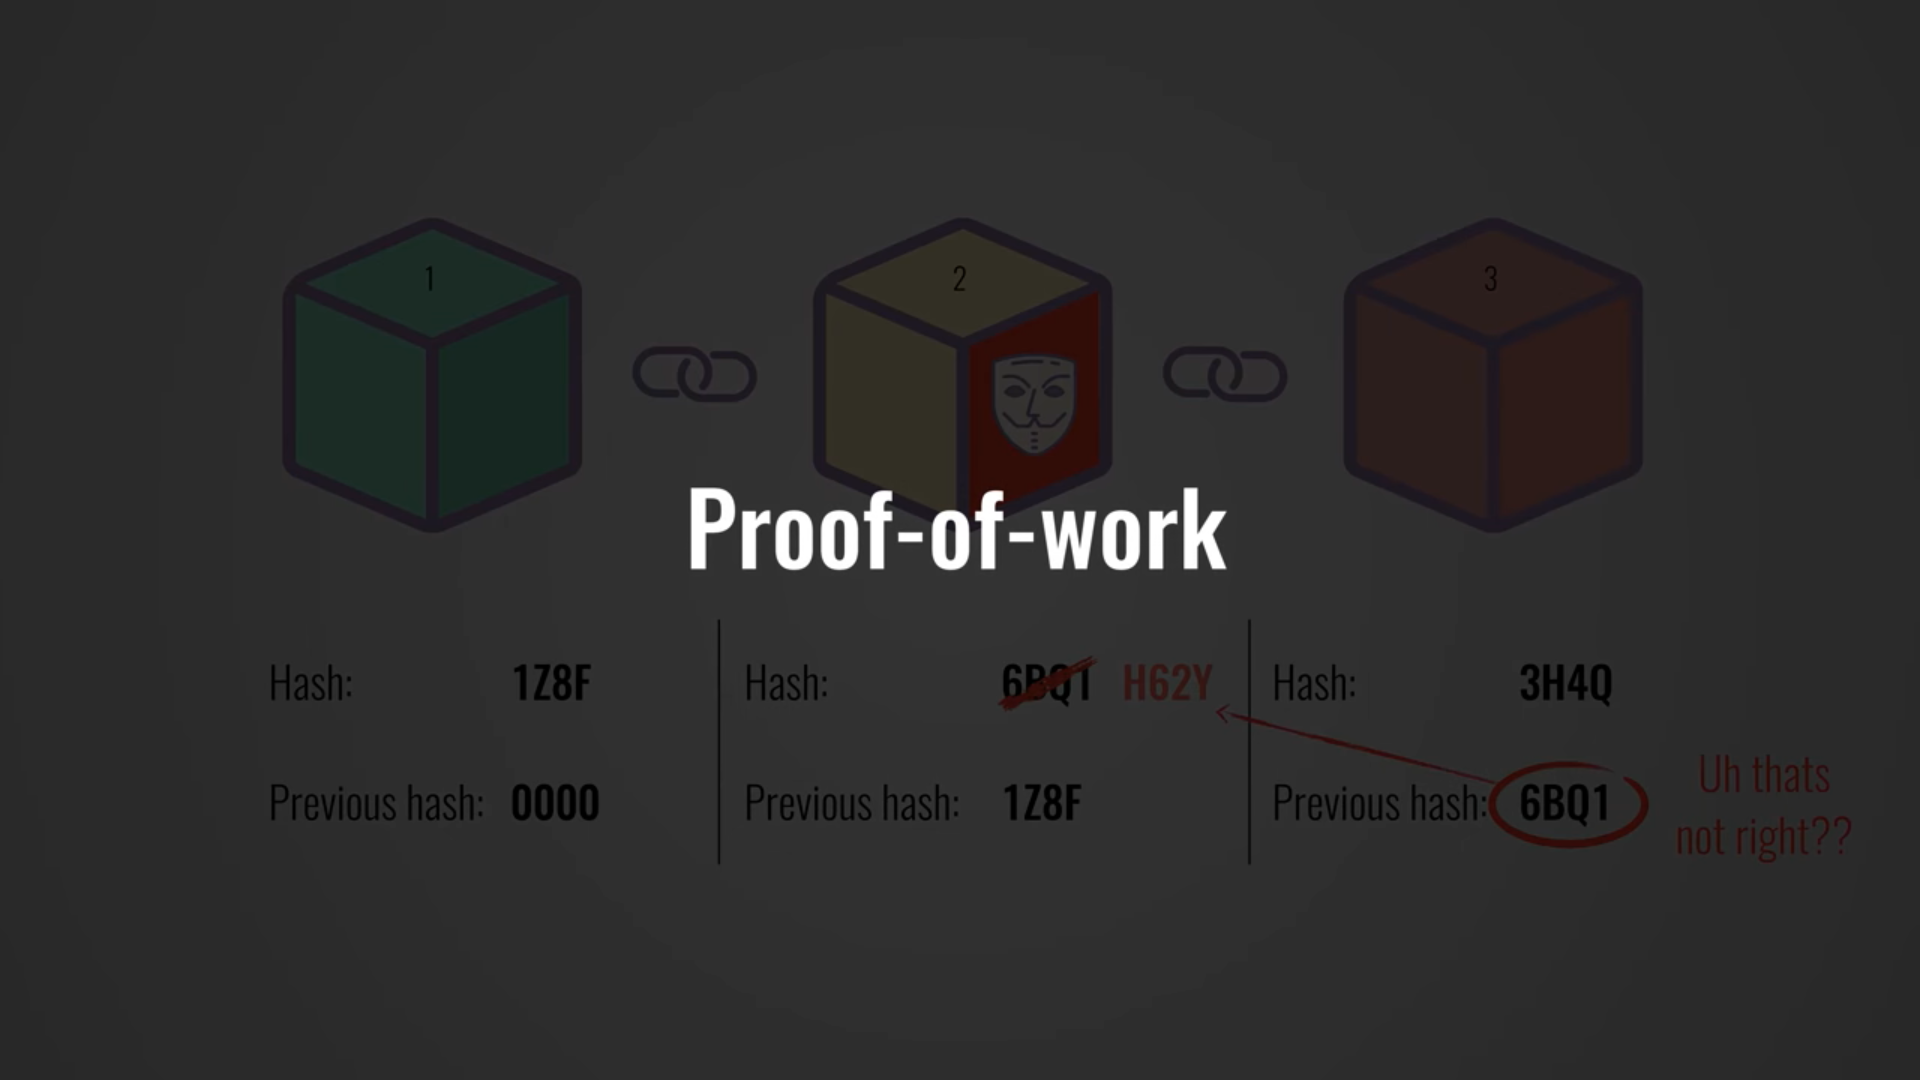 1
2
3
Proof-of-work
Hash: 1Z8F
Previous hash: 0000
Hash: 6BQ1 H62Y
Previous hash: 1Z8F
Hash: 3H4Q
Previous hash: 6BQ1
Uh thats
not right??